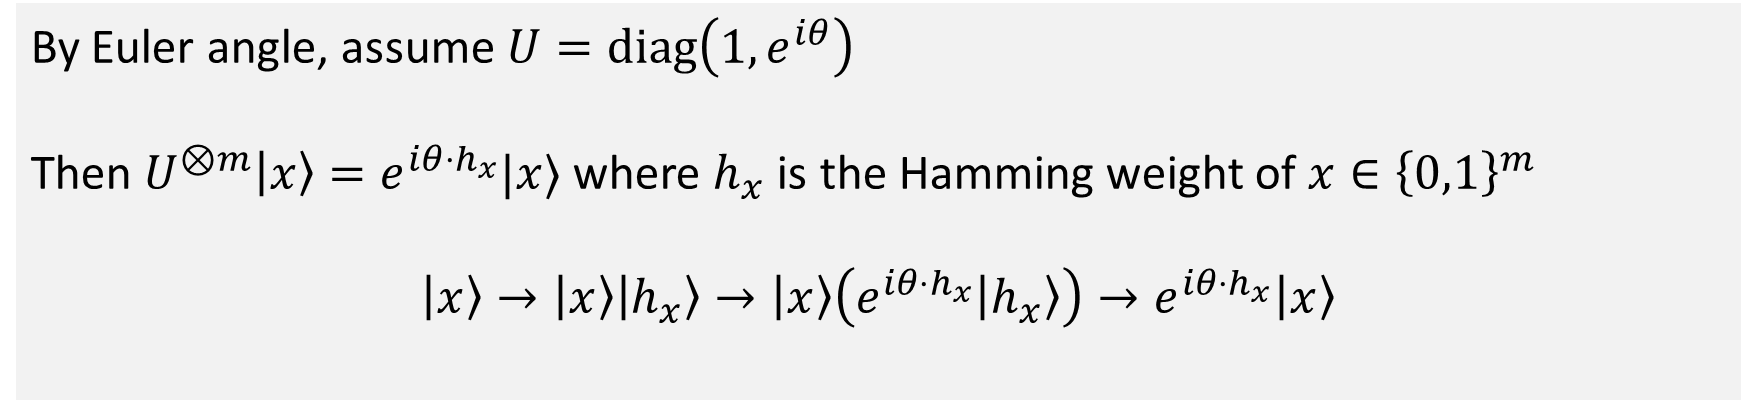 By Euler angle, assume 𝑈 = diag(1, 𝑒^{𝑖𝜃})
Then 𝑈^{⊗𝑚}|𝑥⟩ = 𝑒^{𝑖𝜃·ℎ_𝑥}|𝑥⟩ where ℎ_𝑥 is the Hamming weight of 𝑥 ∈ {0,1}^𝑚
|𝑥⟩ → |𝑥⟩|ℎ_𝑥⟩ → |𝑥⟩(𝑒^{𝑖𝜃·ℎ_𝑥}|ℎ_𝑥⟩) → 𝑒^{𝑖𝜃·ℎ_𝑥}|𝑥⟩